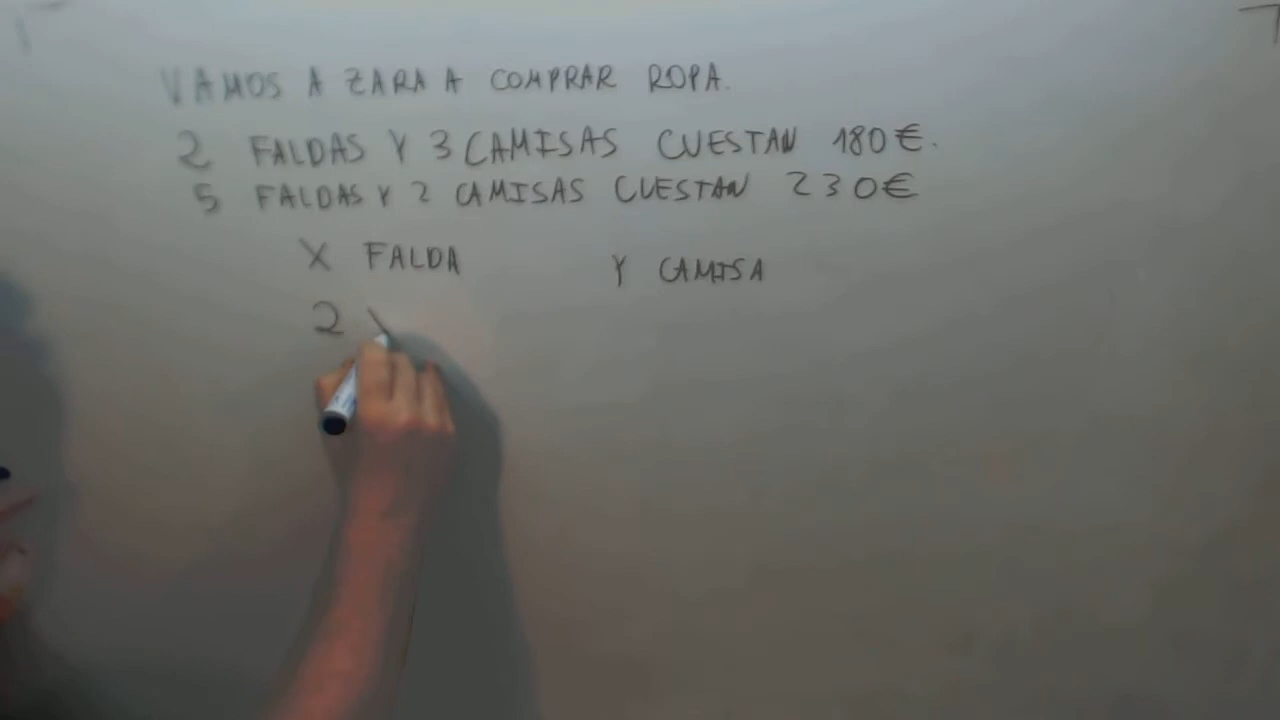 VAMOS A ZARA A COMPRAR ROPA.
2 FALDAS Y 3 CAMISAS CUESTAN 180€.
5 FALDAS Y 2 CAMISAS CUESTAN 230€
X FALDA Y CAMISA
2